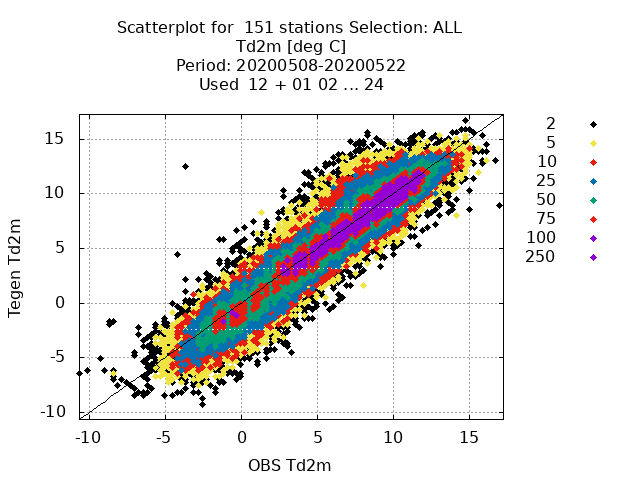 Scatterplot for  151 stations Selection: ALL
Td2m [deg C]
Period: 20200508-20200522
Used  12 + 01 02 ... 24
2
5
10
25
50
75
100
250
15
10
5
0
-5
-10
Tegen Td2m
-10 -5 0 5 10 15
OBS Td2m